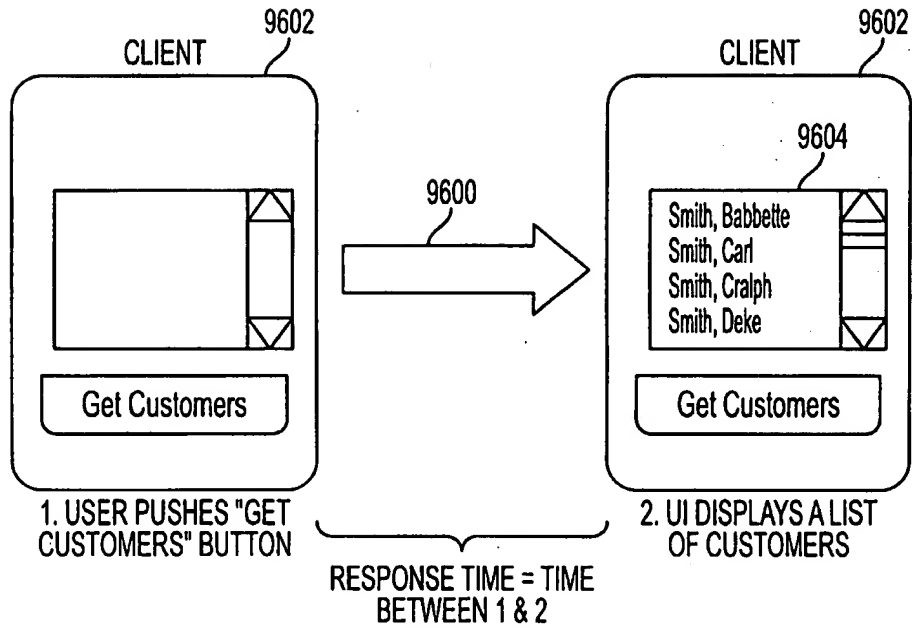 9602
CLIENT
Get Customers
1. USER PUSHES "GET
CUSTOMERS" BUTTON
9600
9602
CLIENT
9604
Smith, Babbette
Smith, Carl
Smith, Cralph
Smith, Deke
Get Customers
2. UI DISPLAYS A LIST
OF CUSTOMERS
RESPONSE TIME = TIME
BETWEEN 1 & 2